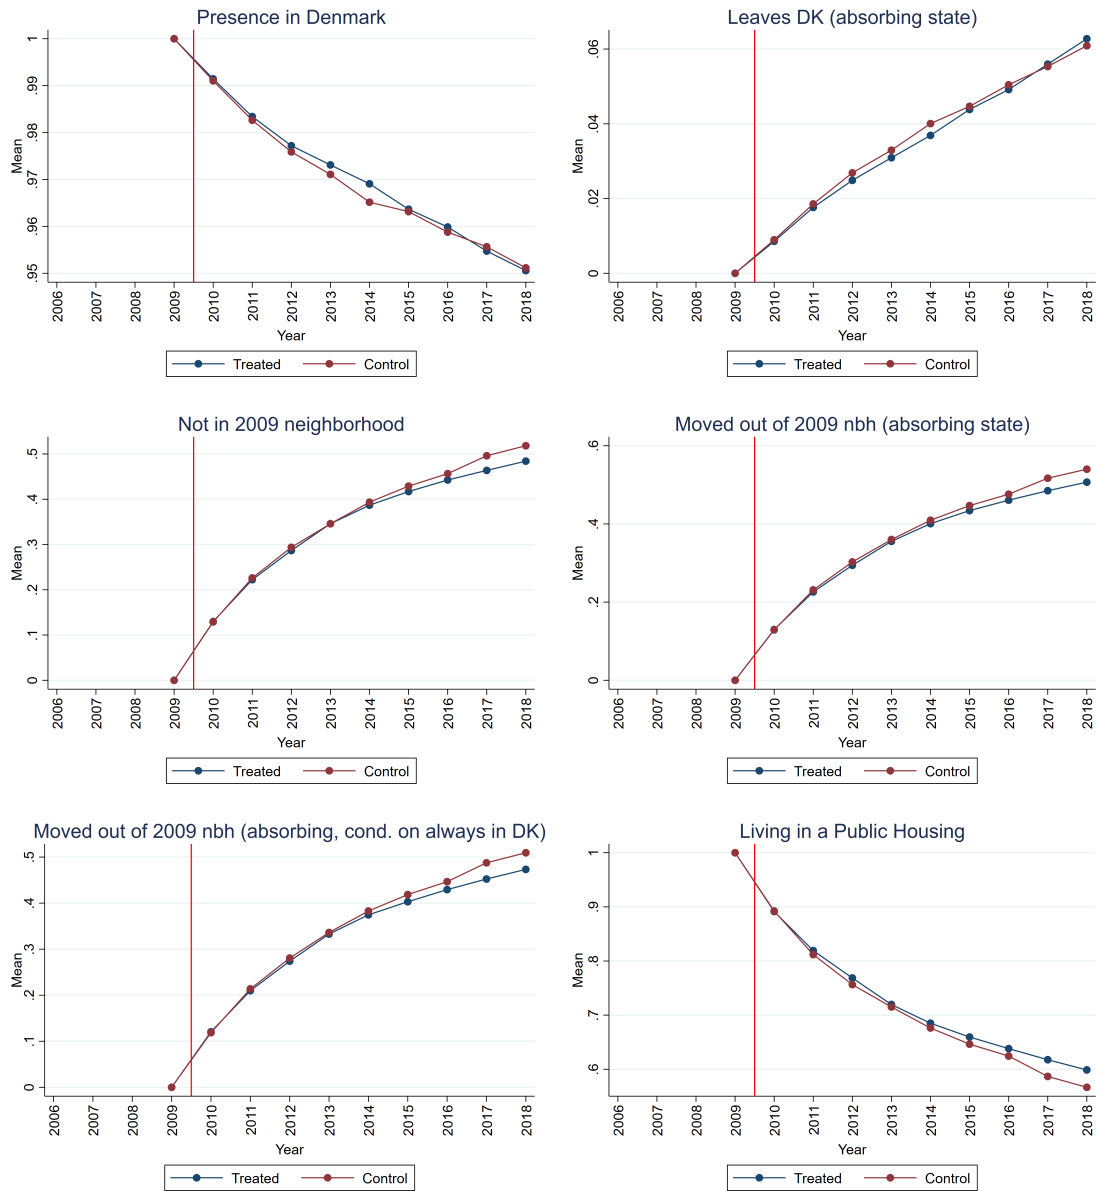 Presence in Denmark
Mean
1
.99
.98
.97
.96
.95
2006 2007 2008 2009 2010 2011 2012 2013 2014 2015 2016 2017 2018
Year
Treated Control
Leaves DK (absorbing state)
Mean
.06
.04
.02
0
2006 2007 2008 2009 2010 2011 2012 2013 2014 2015 2016 2017 2018
Year
Treated Control
Not in 2009 neighborhood
Mean
.5
.4
.3
.2
.1
0
2006 2007 2008 2009 2010 2011 2012 2013 2014 2015 2016 2017 2018
Year
Treated Control
Moved out of 2009 nbh (absorbing state)
Mean
.6
.4
.2
0
2006 2007 2008 2009 2010 2011 2012 2013 2014 2015 2016 2017 2018
Year
Treated Control
Moved out of 2009 nbh (absorbing, cond. on always in DK)
Mean
.5
.4
.3
.2
.1
0
2006 2007 2008 2009 2010 2011 2012 2013 2014 2015 2016 2017 2018
Year
Treated Control
Living in a Public Housing
Mean
1
.9
.8
.7
.6
2006 2007 2008 2009 2010 2011 2012 2013 2014 2015 2016 2017 2018
Year
Treated Control